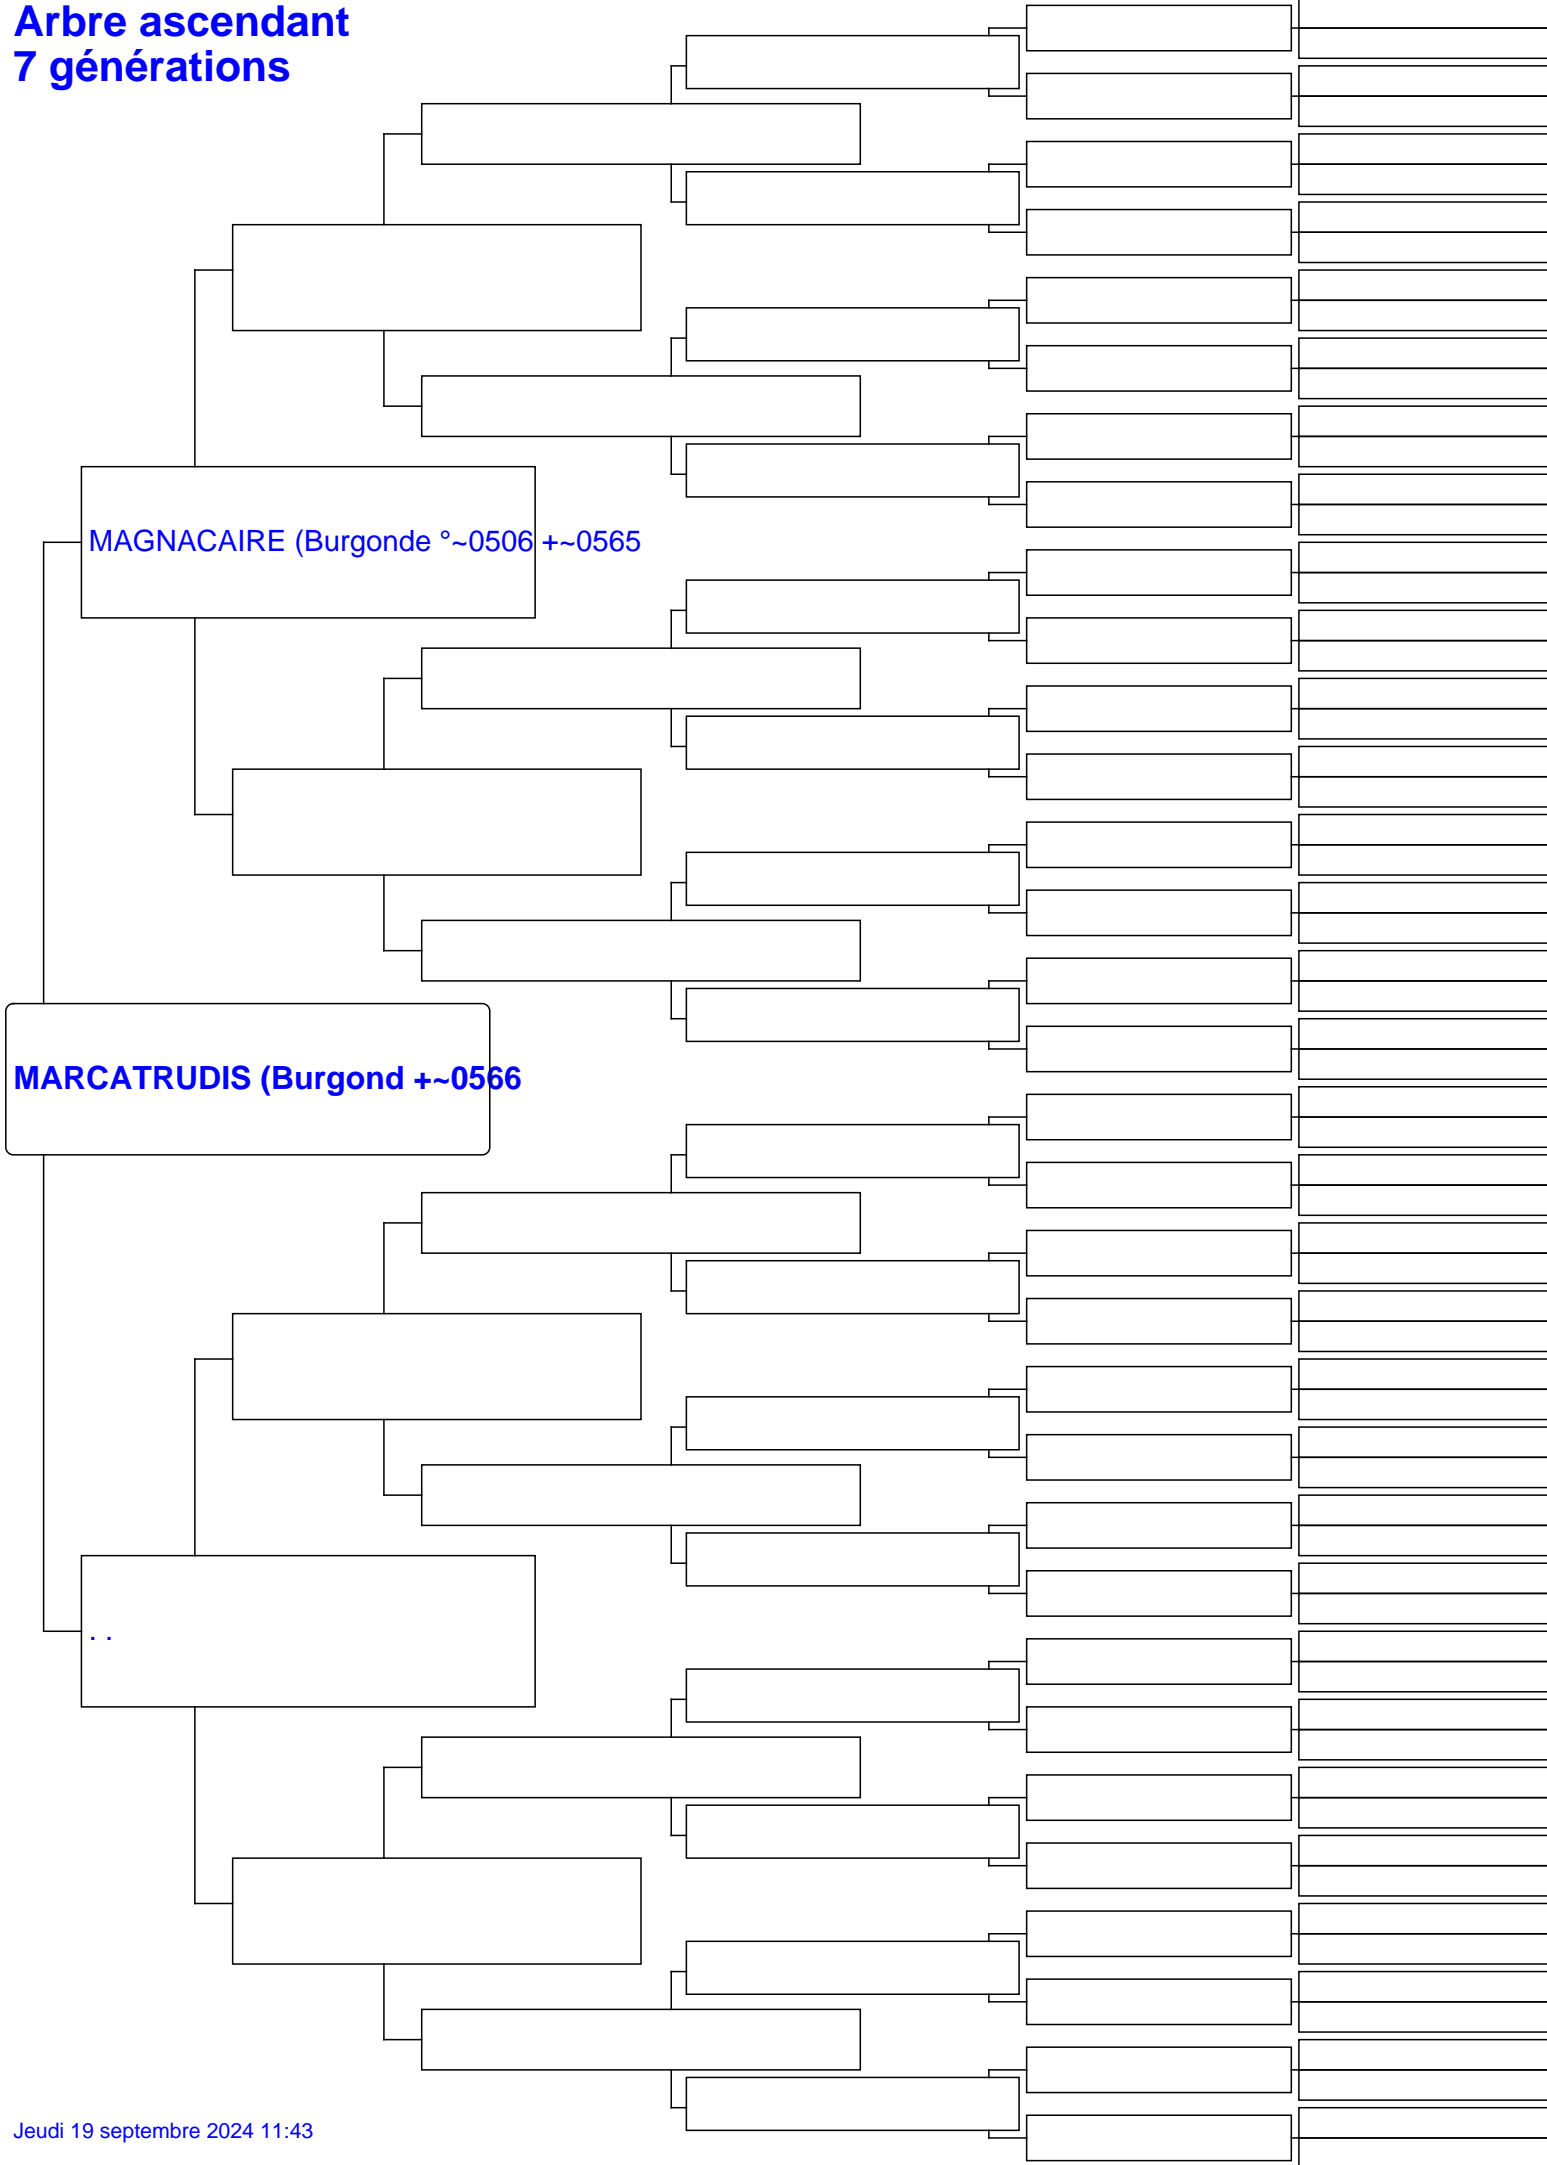 Arbre ascendant
7 générations
MAGNACAIRE (Burgonde °~0506 +~0565
MARCATRUDIS (Burgond +~0566
. .
Jeudi 19 septembre 2024 11:43